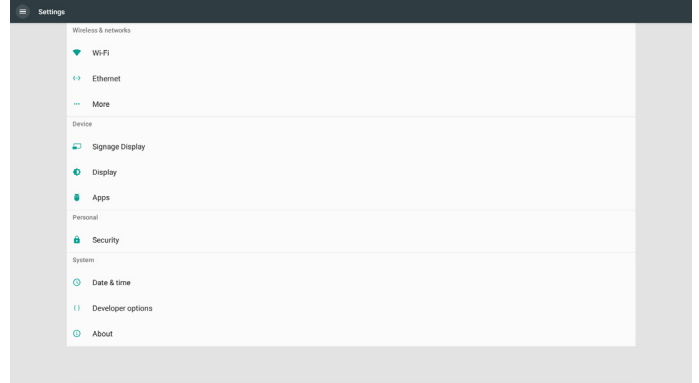 Settings
Wireless & networks
Wi-Fi
Ethernet
More
Device
Signage Display
Display
Apps
Personal
Security
System
Date & time
Developer options
About